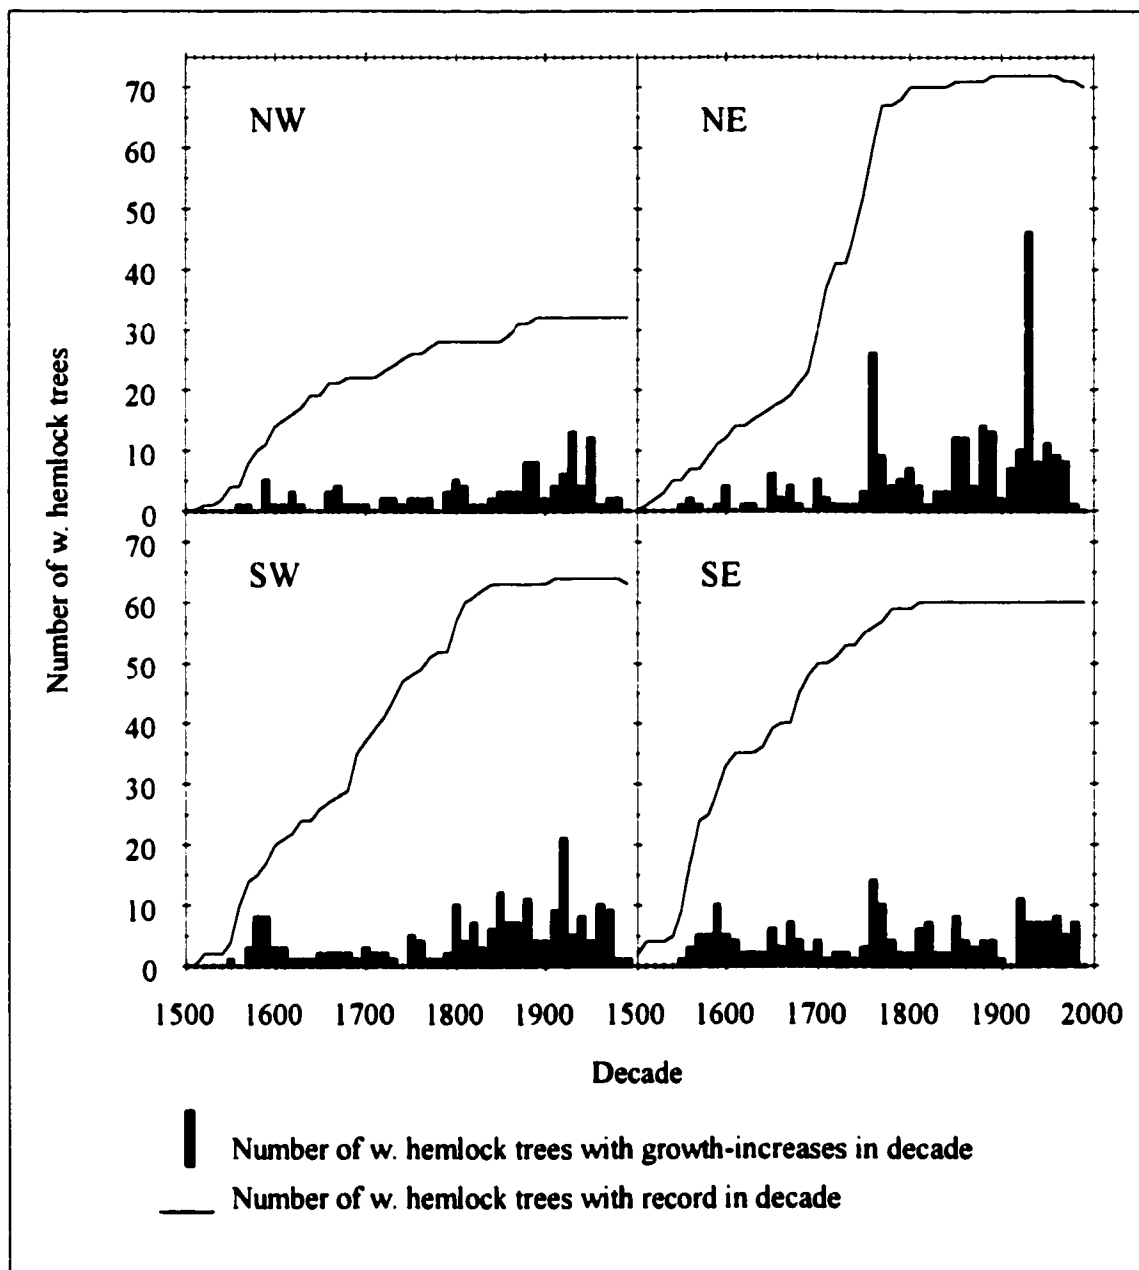 70
60
50
40
30
20
10
0
NW
NE
70
60
50
40
30
20
10
0
SW
SE
1500 1600 1700 1800 1900 1500 1600 1700 1800 1900 2000
Number of w. hemlock trees
Decade
Number of w. hemlock trees with growth-increases in decade
Number of w. hemlock trees with record in decade